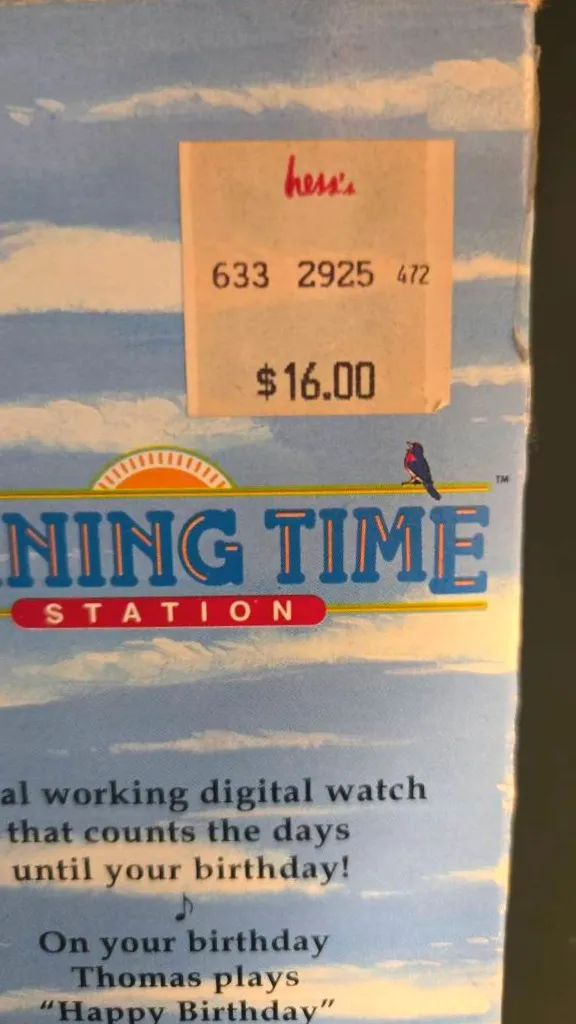 hess's
633 2925 472
$16.00
NING TIME
™
STATION
al working digital watch
that counts the days
until your birthday!
On your birthday
Thomas plays
“Happy Birthday”